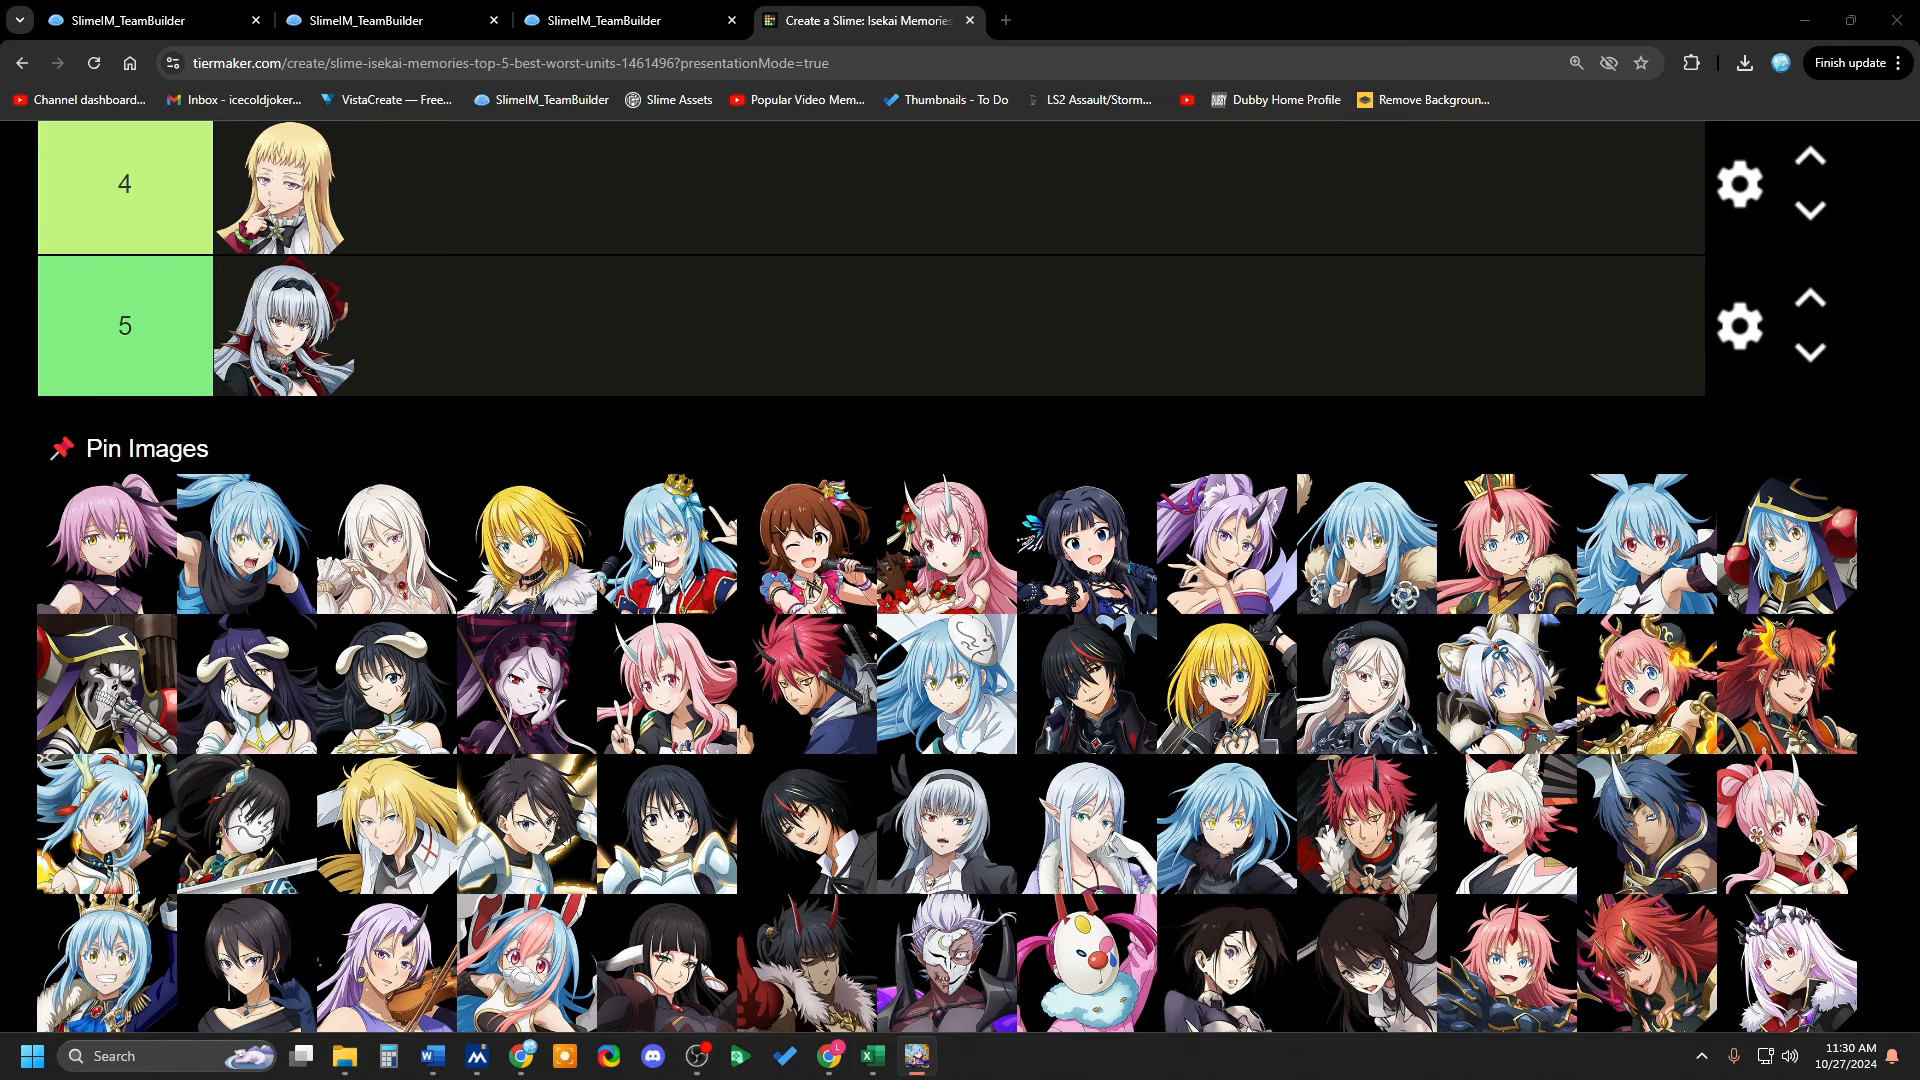 SlimeIM_TeamBuilder
SlimeIM_TeamBuilder
SlimeIM_TeamBuilder
Create a Slime: Isekai Memories
tiermaker.com/create/slime-isekai-memories-top-5-best-worst-units-1461496?presentationMode=true
Finish update
Channel dashboard...
Inbox - icecoldjoker...
VistaCreate — Free...
SlimeIM_TeamBuilder
Slime Assets
Popular Video Mem...
Thumbnails - To Do
LS2 Assault/Storm...
DUBBY
Dubby Home Profile
Remove Backgroun...
4
5
Pin Images
Search
11:30 AM
10/27/2024